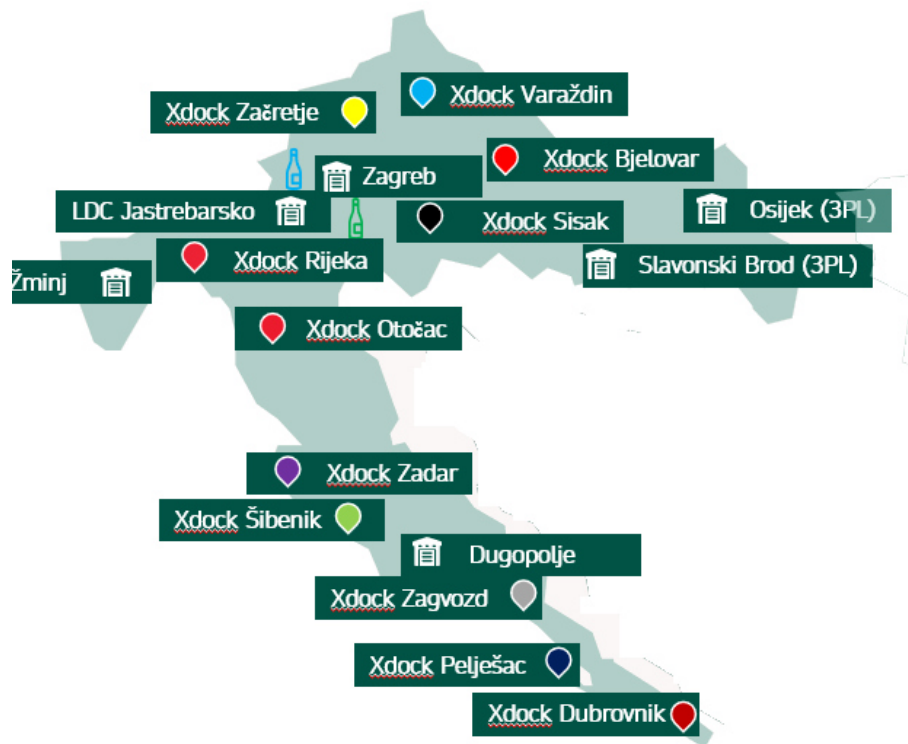 Xdock Varaždin
Xdock Začretje
Xdock Bjelovar
Zagreb
LDC Jastrebarsko
Osijek (3PL)
Xdock Sisak
Xdock Rijeka
Slavonski Brod (3PL)
Žminj
Xdock Otočac
Xdock Zadar
Xdock Šibenik
Dugopolje
Xdock Zagvozd
Xdock Pelješac
Xdock Dubrovnik